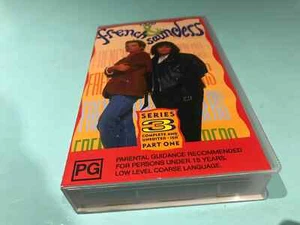 french
saunders
SERIES
3
COMPLETE AND
UNEDITED
PART ONE
PG
PARENTAL GUIDANCE RECOMMENDED
FOR PERSONS UNDER 15 YEARS.
LOW LEVEL COARSE LANGUAGE.